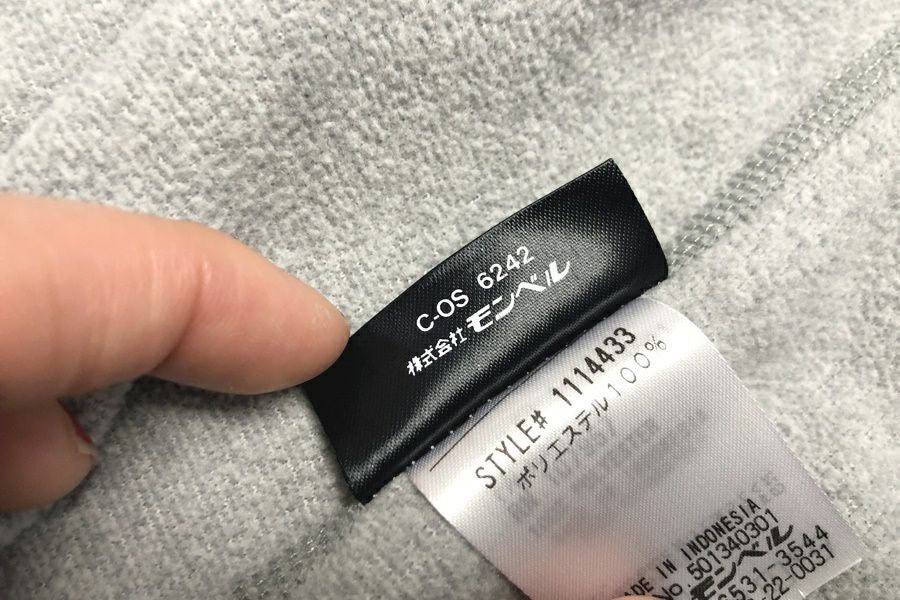 C-OS 6242
株式会社モンベル
STYLE# 1114433
ポリエステル100%
MADE IN INDONESIA
No.501340301
モンベル
6531-3544
-22-0031